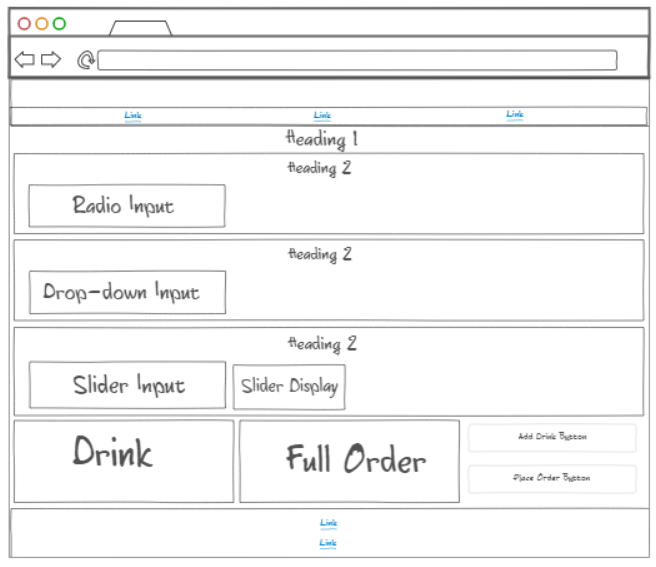 Link Link Link
Heading 1
Heading 2
Radio Input
Heading 2
Drop-down Input
Heading 2
Slider Input Slider Display
Drink Full Order
Add Drink Button
Place Order Button
Link
Link